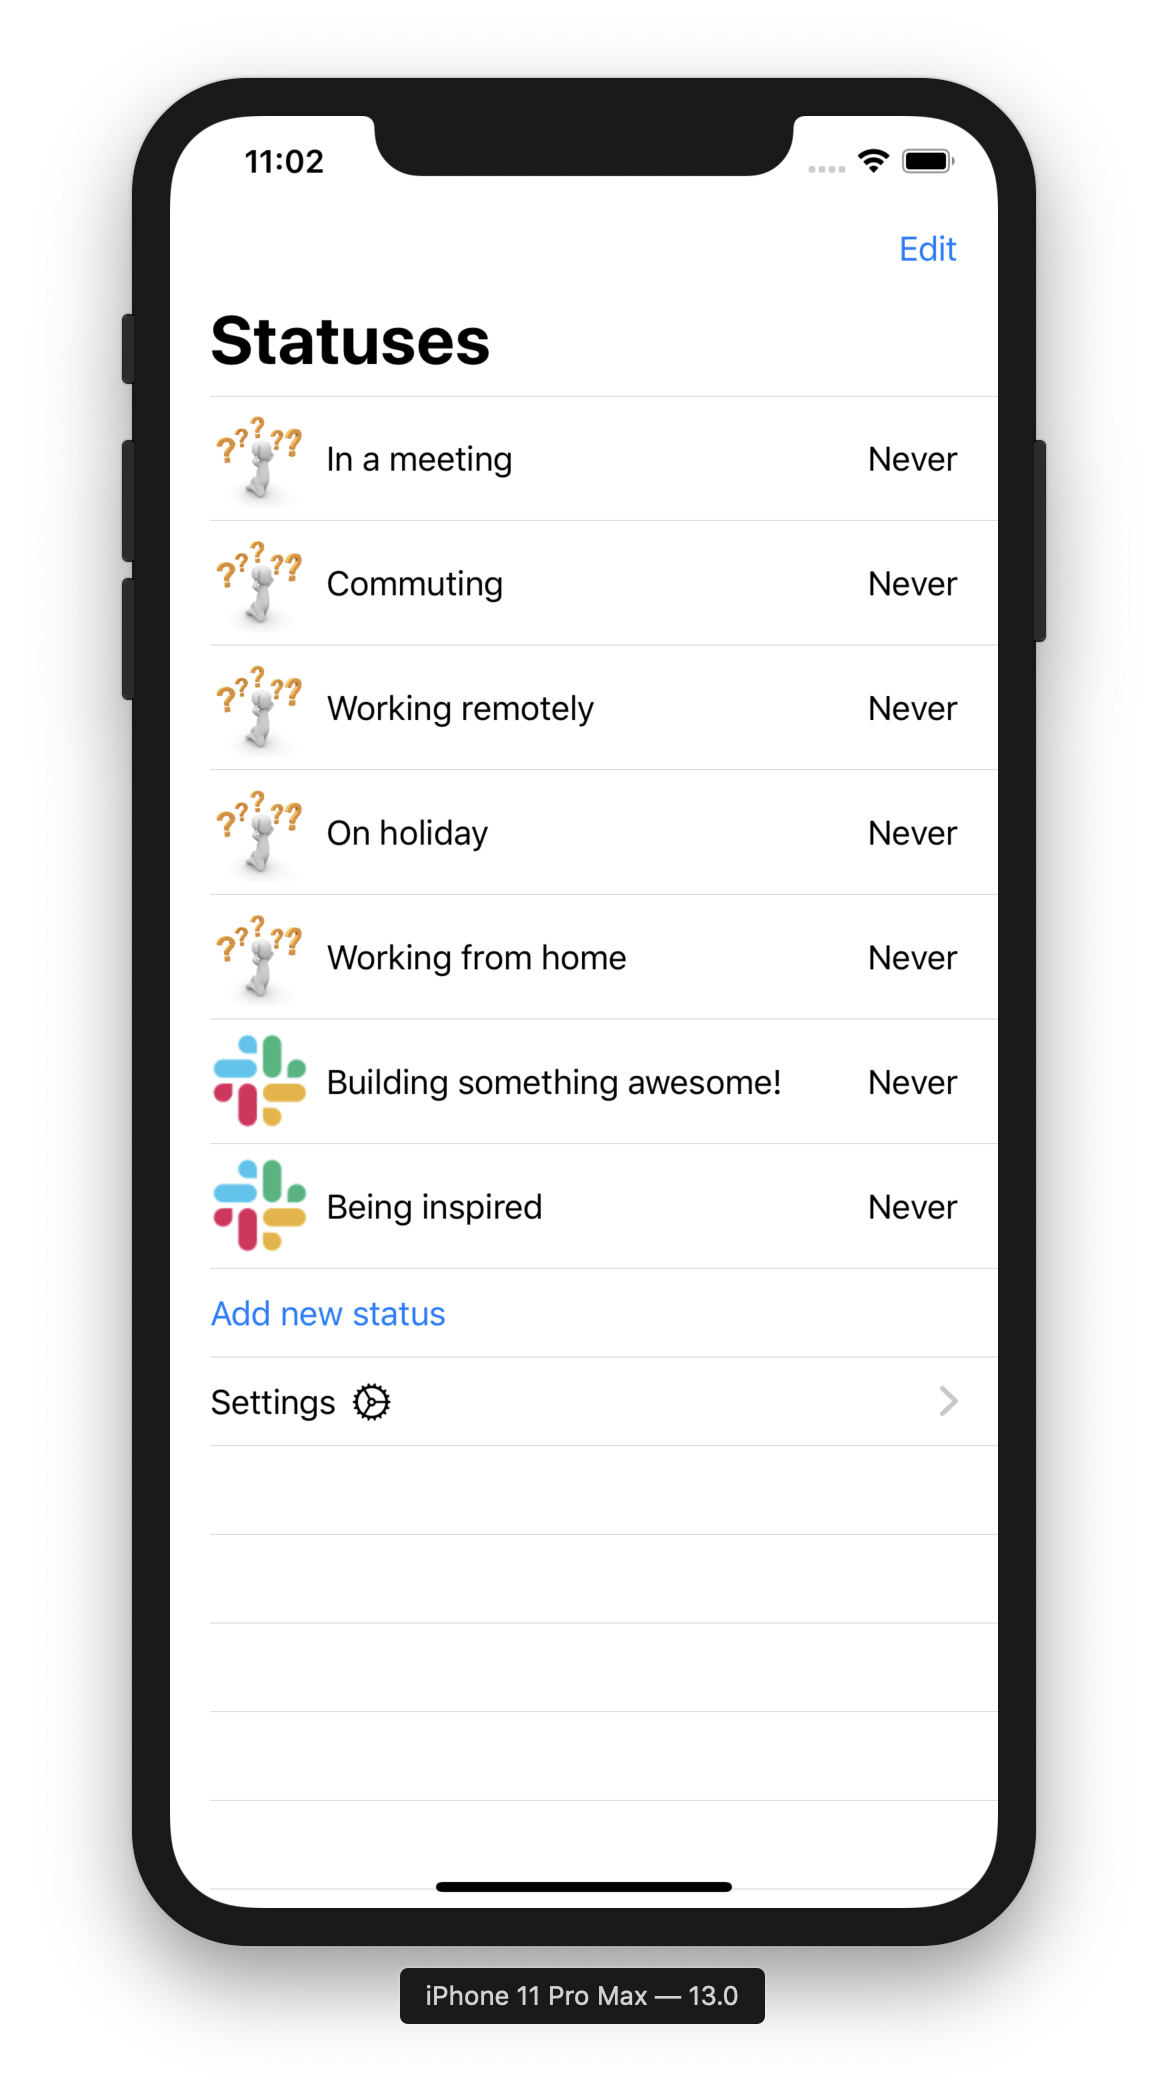 11:02
Edit
Statuses
? ? ? ? ?
In a meeting Never
? ? ? ? ?
Commuting Never
? ? ? ? ?
Working remotely Never
? ? ? ? ?
On holiday Never
? ? ? ? ?
Working from home Never
Building something awesome! Never
Being inspired Never
Add new status
Settings
iPhone 11 Pro Max — 13.0